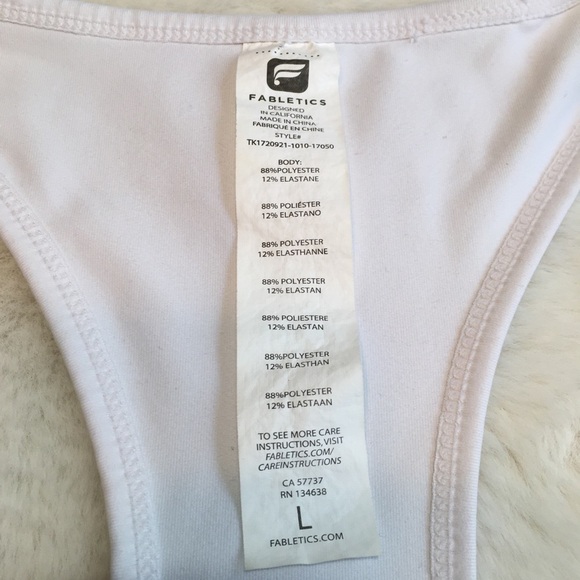 FABLETICS
DESIGNED
IN CALIFORNIA
MADE IN CHINA
FABRIQUÉ EN CHINE
STYLE#
TK1720921-1010-17050
BODY:
88%POLYESTER
12% ELASTANE
88% POLIÉSTER
12% ELASTANO
88% POLYESTER
12% ELASTHANNE
88% POLYESTER
12% ELASTAN
88% POLIESTERE
12% ELASTAN
88%POLYESTER
12% ELASTHAN
88%POLYESTER
12% ELASTAAN
TO SEE MORE CARE
INSTRUCTIONS, VISIT
FABLETICS.COM/
CAREINSTRUCTIONS
CA 57737
RN 134638
L
FABLETICS.COM